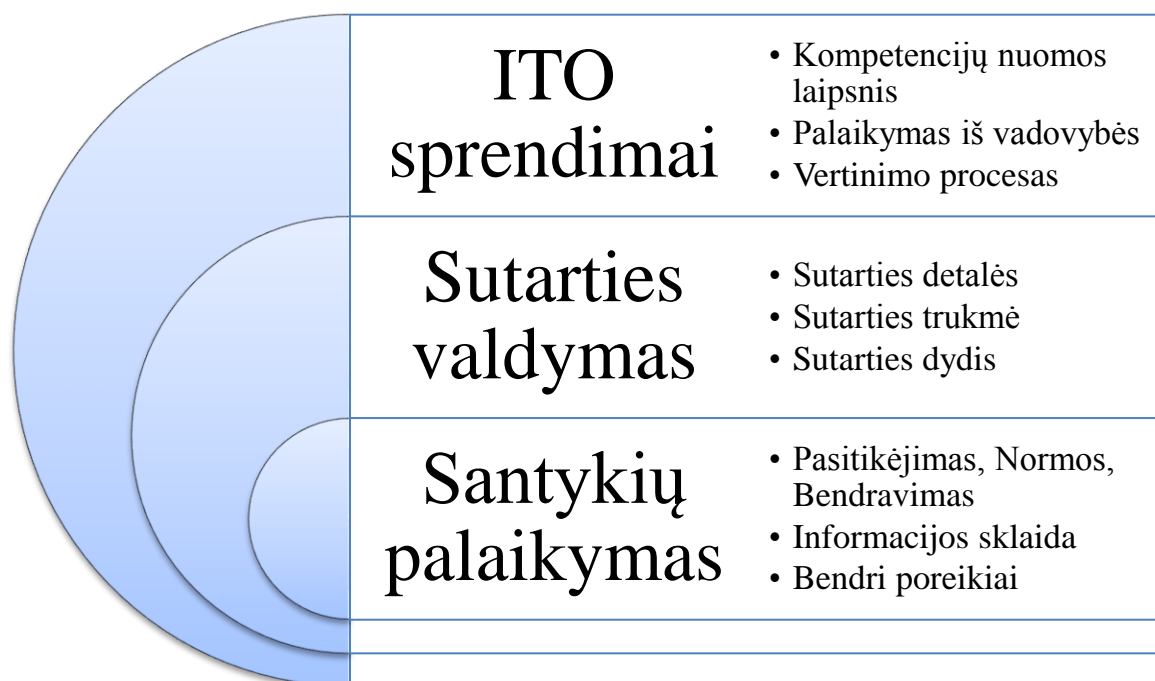 ITO
sprendimai
• Kompetencijų nuomos
laipsnis
• Palaikymas iš vadovybės
• Vertinimo procesas
Sutarties
valdymas
• Sutarties detalės
• Sutarties trukmė
• Sutarties dydis
Santykių
palaikymas
• Pasitikėjimas, Normos,
Bendravimas
• Informacijos sklaida
• Bendri poreikiai